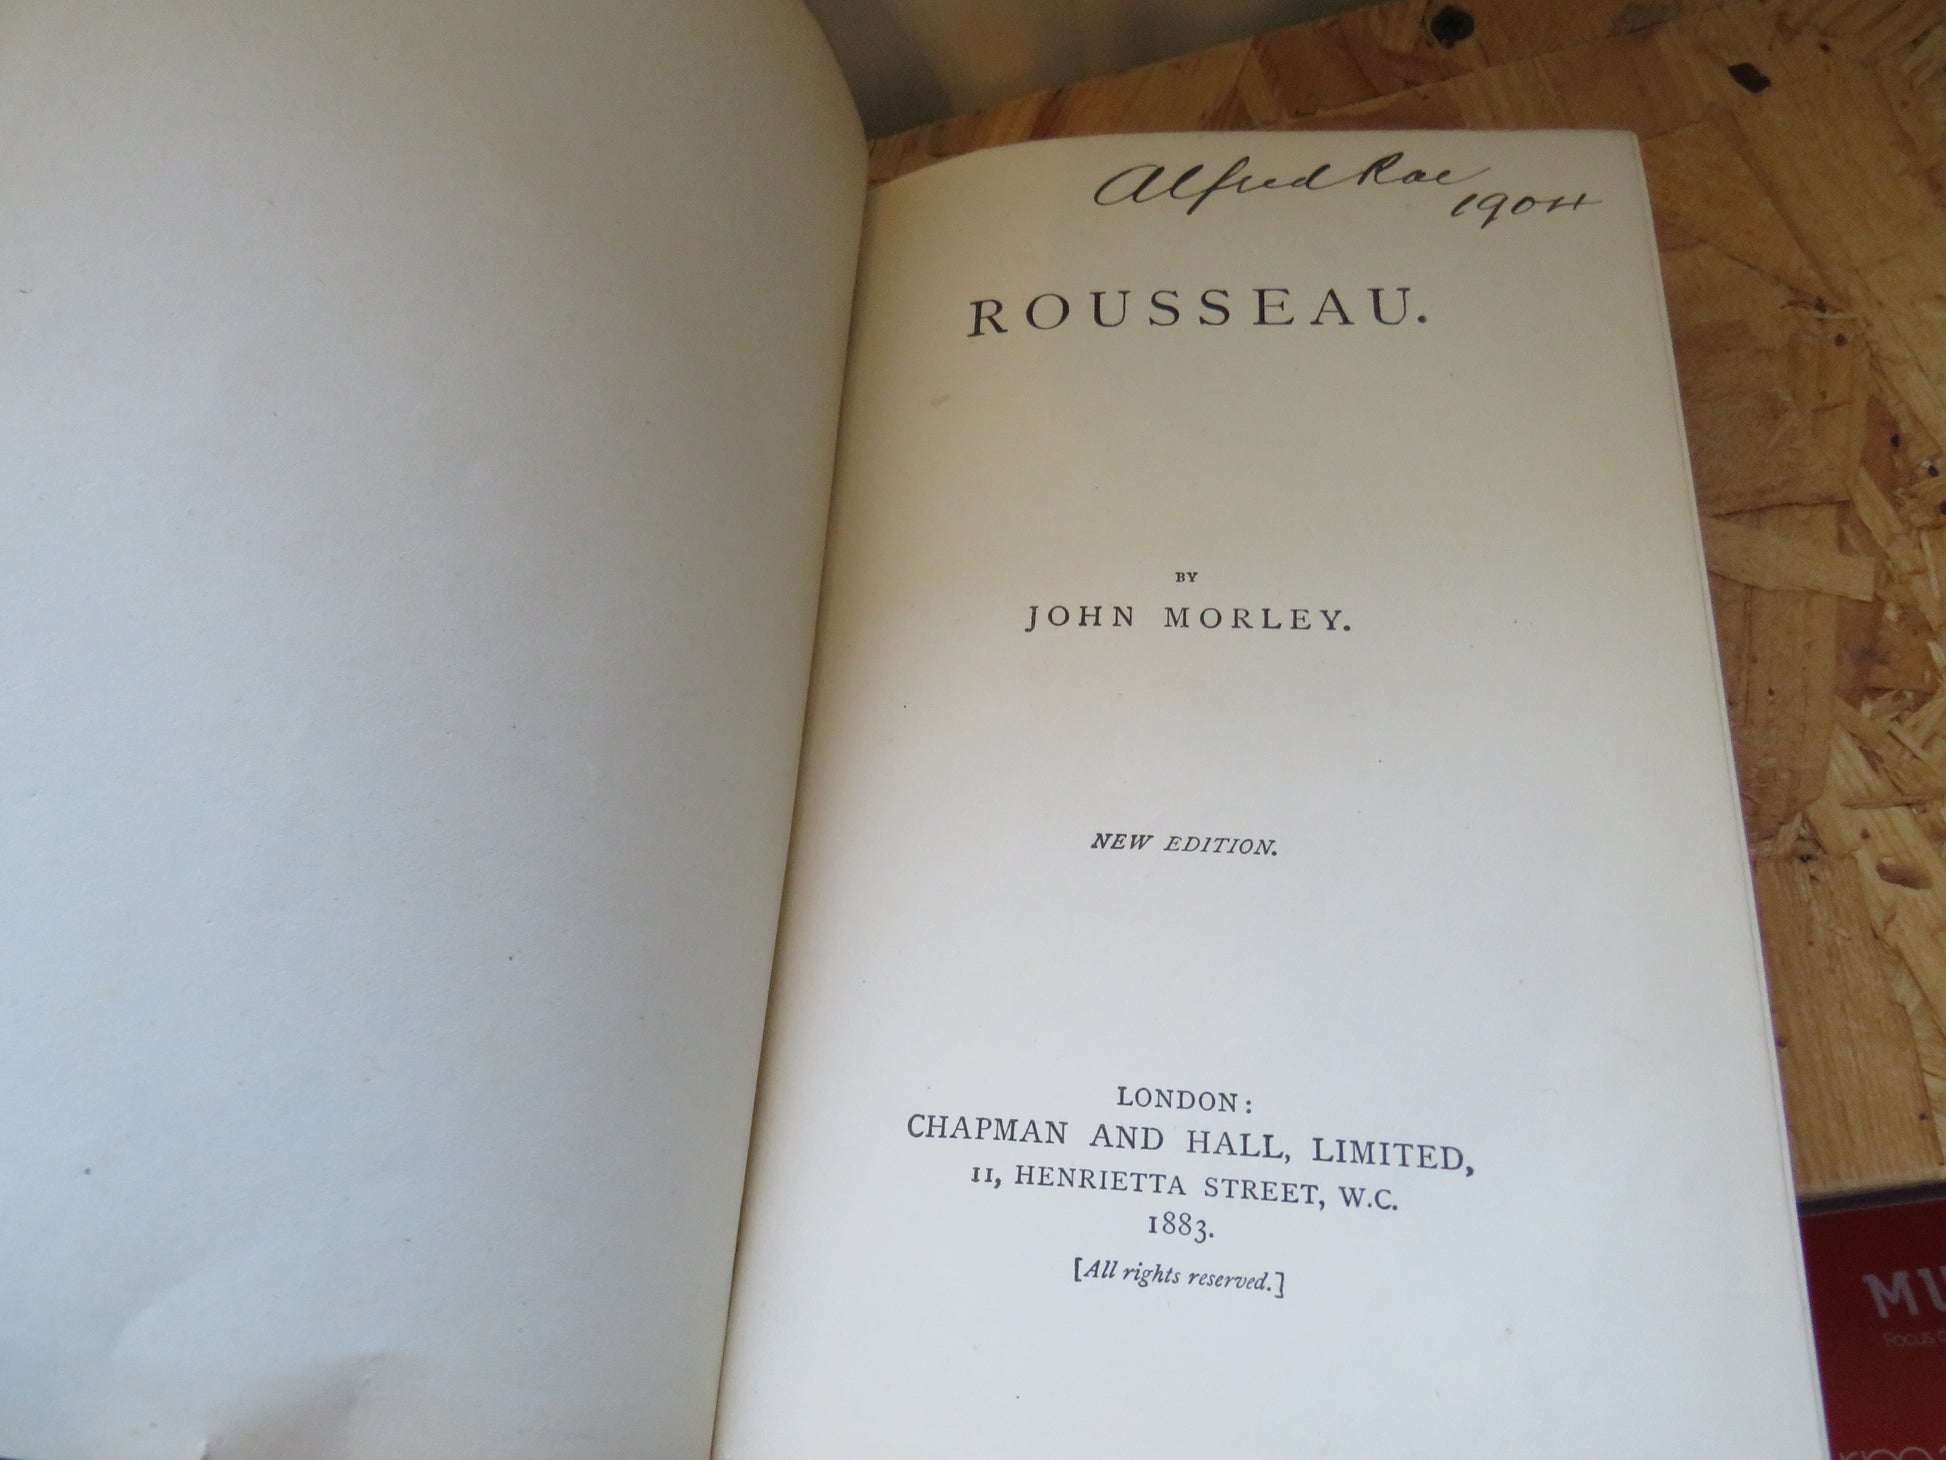 Alfred Roe
1904
ROUSSEAU.
BY
JOHN MORLEY.
NEW EDITION.
LONDON:
CHAPMAN AND HALL, LIMITED,
11, HENRIETTA STREET, W.C.
1883.
[All rights reserved.]
MU